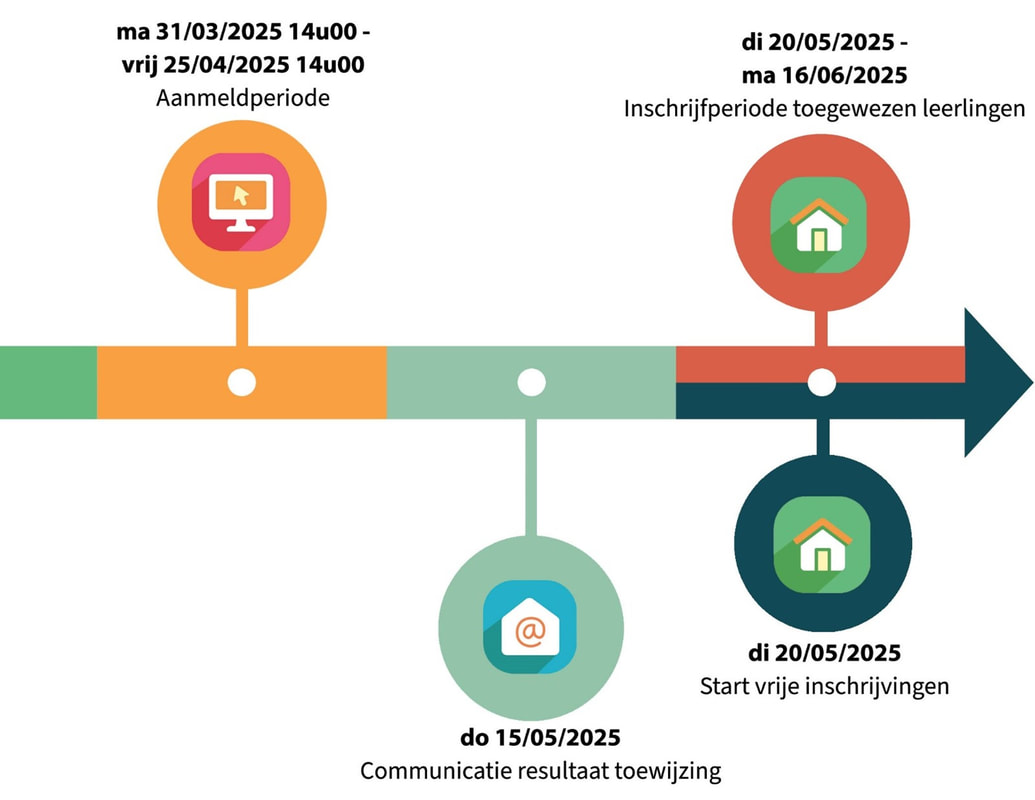 ma 31/03/2025 14u00 -
vrij 25/04/2025 14u00
Aanmeldperiode
di 20/05/2025 -
ma 16/06/2025
Inschrijfperiode toegewezen leerlingen
@
do 15/05/2025
Communicatie resultaat toewijzing
di 20/05/2025
Start vrije inschrijvingen